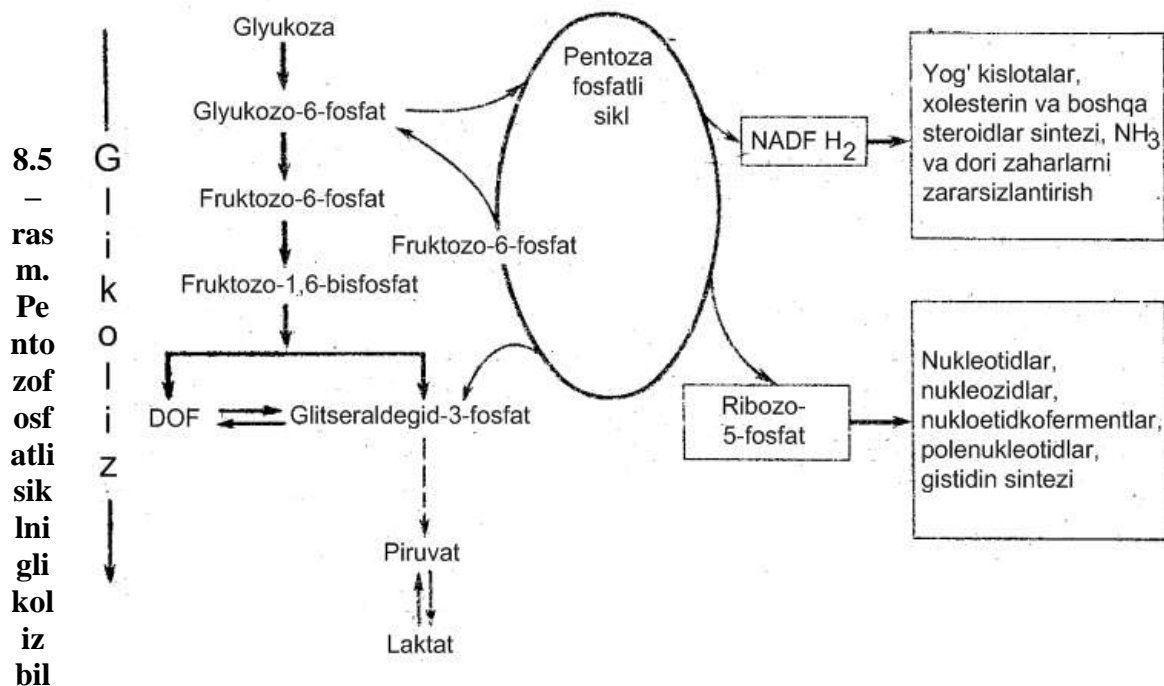 8.5
–
ras
m.
Pe
nto
zof
osf
atli
sik
lni
gli
kol
iz
bil
G
l
i
k
o
l
i
z
Glyukoza
Glyukozo-6-fosfat
Fruktozo-6-fosfat
Fruktozo-1,6-bisfosfat
DOF
Glitseraldegid-3-fosfat
Piruvat
Laktat
Pentoza
fosfatli
sikl
Fruktozo-6-fosfat
NADF H2
Ribozo-
5-fosfat
Yog' kislotalar,
xolesterin va boshqa
steroidlar sintezi, NH3
va dori zaharlarni
zararsizlantirish
Nukleotidlar,
nukleozidlar,
nukloetidkofermentlar,
polenukleotidlar,
gistidin sintezi